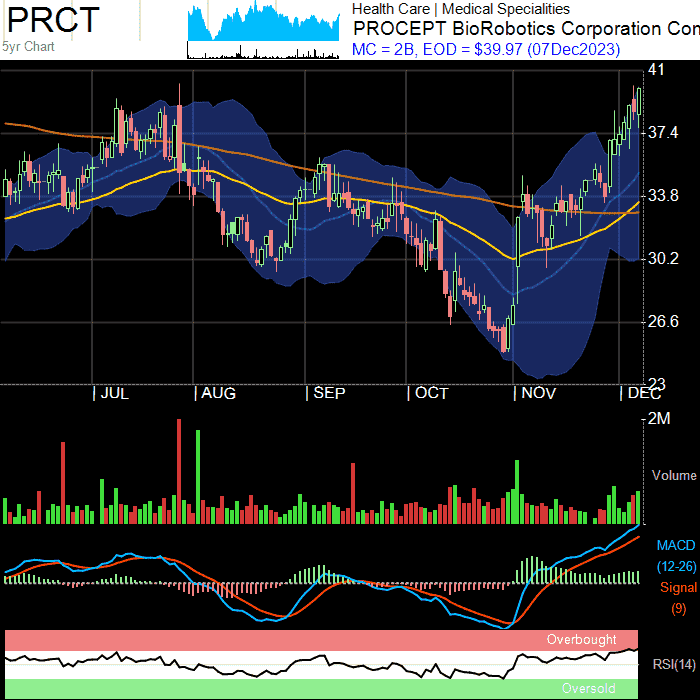 PRCT
5yr Chart
Health Care | Medical Specialities
PROCEPT BioRobotics Corporation Con
MC = 2B, EOD = $39.97 (07Dec2023)
41
37.4
33.8
30.2
26.6
23
| JUL
| AUG
| SEP
| OCT
| NOV
| DEC
2M
Volume
MACD
(12-26)
Signal
(9)
Overbought
RSI(14)
Oversold